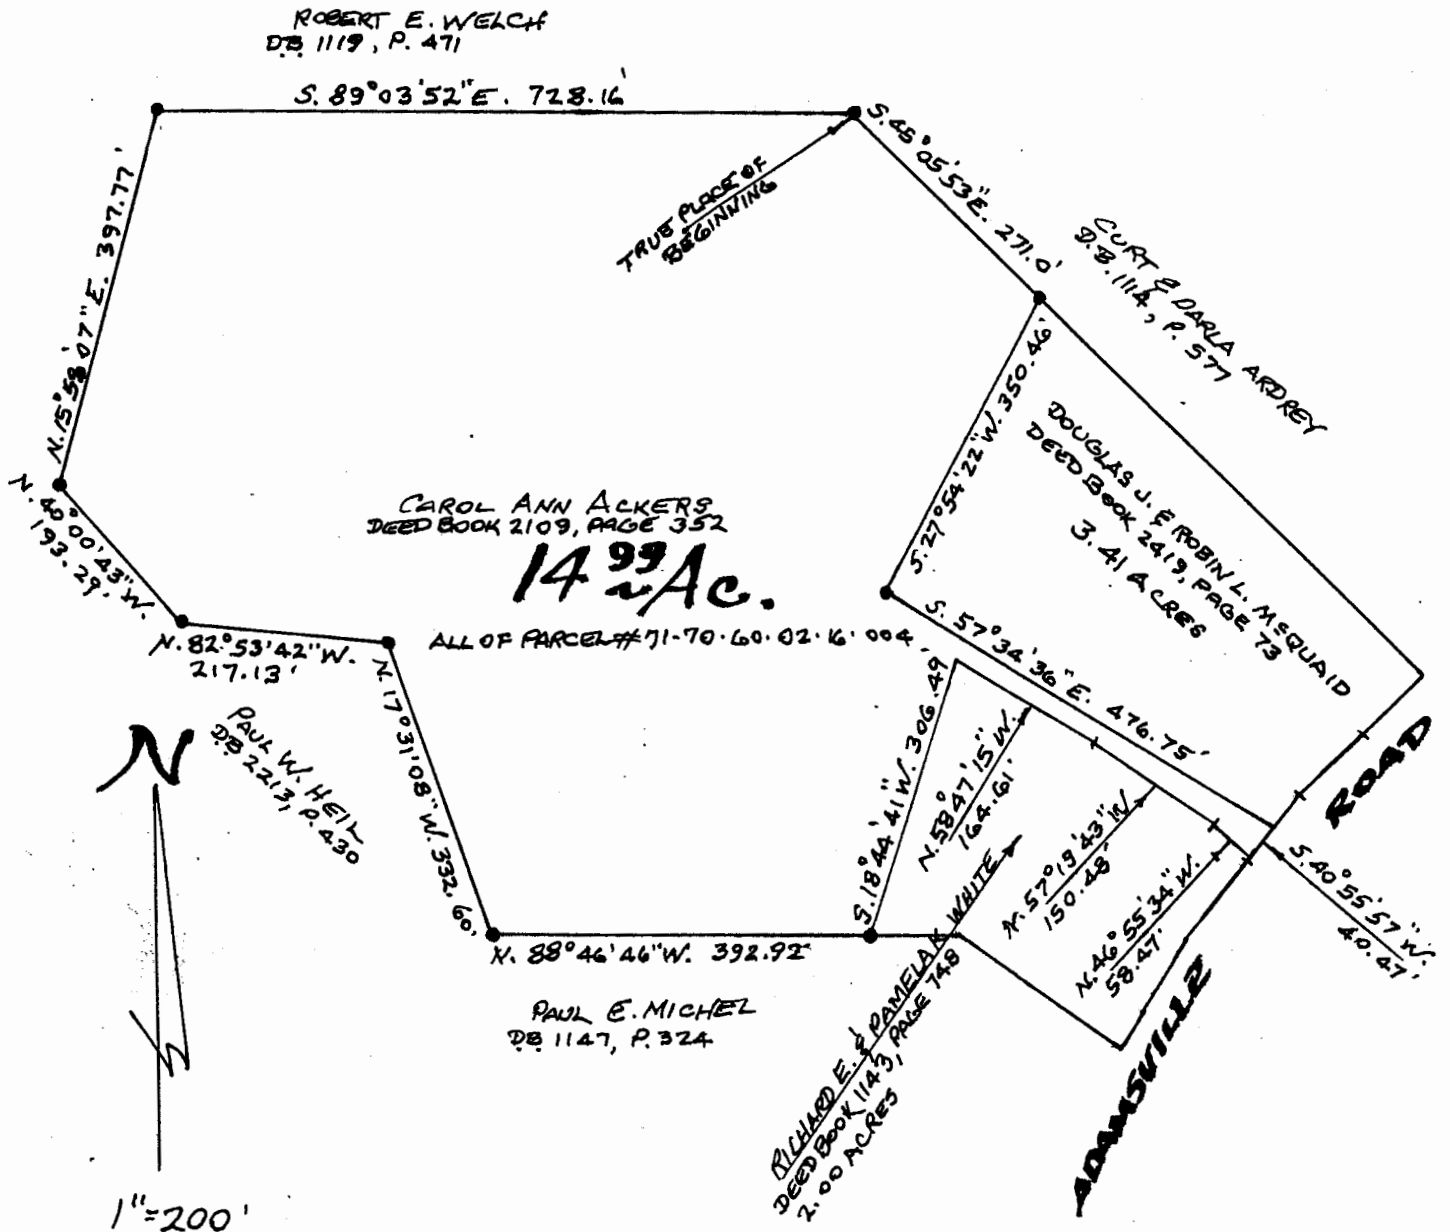 ROBERT E. WELCH
DB 1119, P. 471
S. 89°03'52"E. 728.16'
S. 45°05'53"E. 271.0'
TRUE PLACE OF
BEGINNING
CURT & DARLA ARDREY
D.B. 1114, P. 577
N. 15°58'07"E. 397.77'
S. 27°54'22"W. 350.46'
DOUGLAS J. & ROBIN L. McQUAID
DEED BOOK 2419, PAGE 73
3.41 ACRES
N. 40°00'43"W.
193.29'
CAROL ANN ACKERS
DEED BOOK 2109, PAGE 352
14.99 Ac.
ALL OF PARCEL # 71-70-60-02-16-004
N. 82°53'42"W.
217.13'
S. 57°34'36"E. 476.75'
PAUL W. HEIL
DB 2213, P. 430
N
N. 17°31'08"W. 332.60'
S. 18°44'41"W. 306.49'
N. 58°47'15"W.
164.61'
N. 57°19'43"W
150.48'
N. 46°55'34"W.
58.47'
S. 40°55'57"W.
40.47'
ADAMSVILLE ROAD
N. 88°46'46"W. 392.92'
PAUL E. MICHEL
DB 1147, P. 324
RICHARD E. & PAMELA K. WHITE
DEED BOOK 1143, PAGE 748
2.00 ACRES
1"=200'